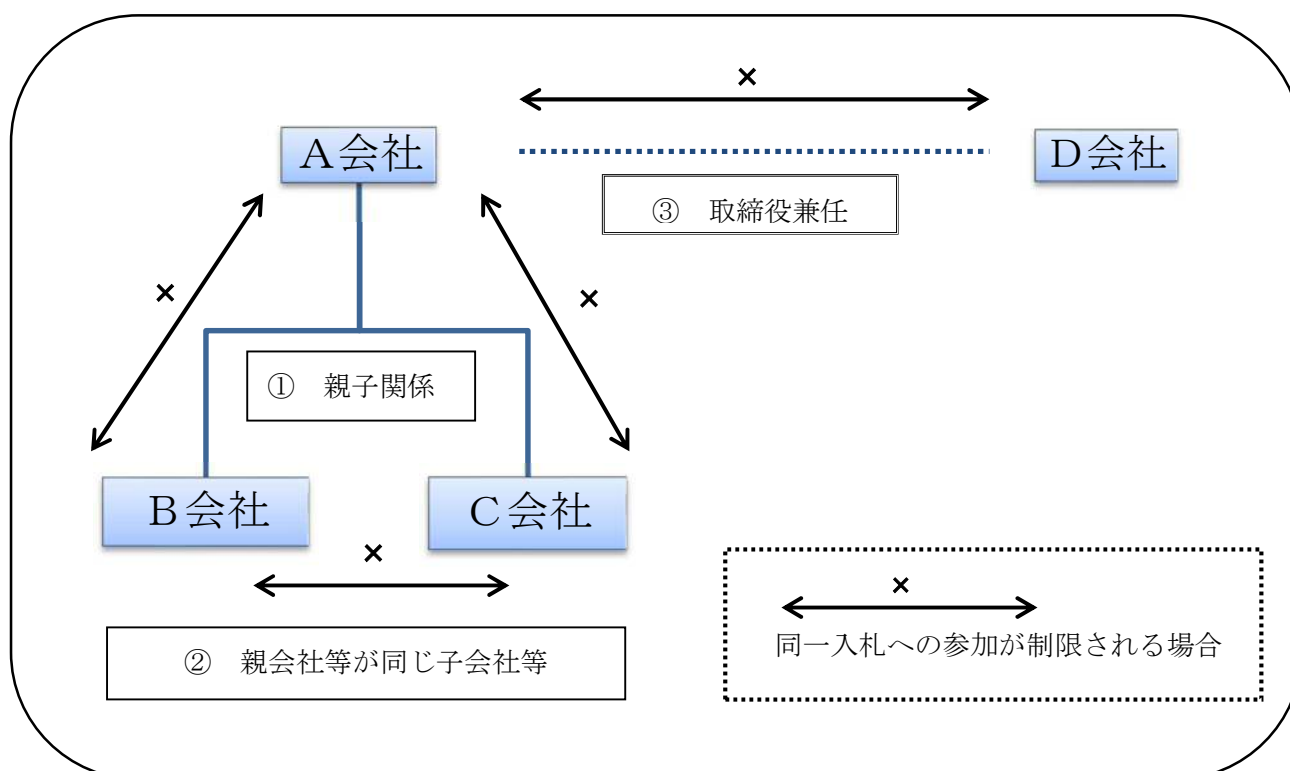 ×
A会社
D会社
③　取締役兼任
×
×
①　親子関係
B会社
C会社
×
②　親会社等が同じ子会社等
×
同一入札への参加が制限される場合